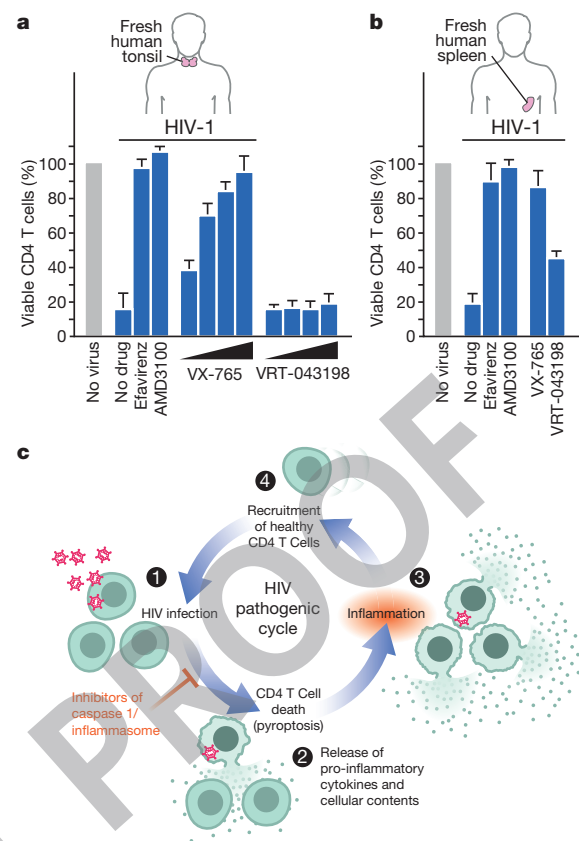 a
Fresh
human
tonsil
HIV-1
Viable CD4 T cells (%)
100
80
60
40
20
0
No virus
No drug
Efavirenz
AMD3100
VX-765
VRT-043198
b
Fresh
human
spleen
HIV-1
Viable CD4 T cells (%)
100
80
60
40
20
0
No virus
No drug
Efavirenz
AMD3100
VX-765
VRT-043198
c
4
Recruitment
of healthy
CD4 T Cells
1
HIV infection
HIV
pathogenic
cycle
3
Inflammation
Inhibitors of
caspase 1/
inflammasome
CD4 T Cell
death
(pyroptosis)
2
Release of
pro-inflammatory
cytokines and
cellular contents
PROOF